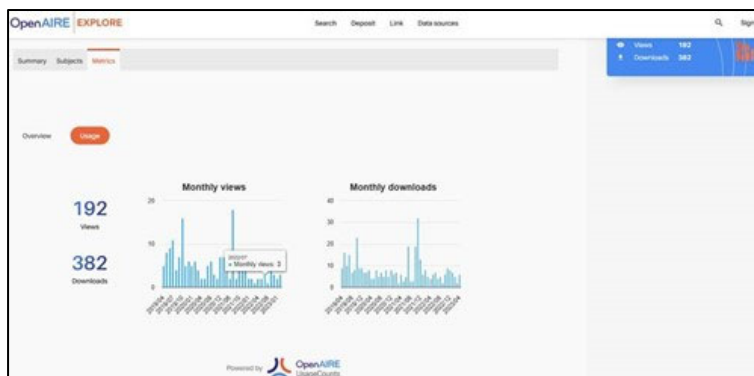 OpenAIRE | EXPLORE
Search Deposit Link Data sources
Sign
Views 192
Downloads 382
Summary Subjects Metrics
Overview Usage
192
Views
382
Downloads
Monthly views
20
10
0
2022/07
Monthly views: 3
Monthly downloads
40
30
20
10
0
Powered by OpenAIRE
UsageCounts